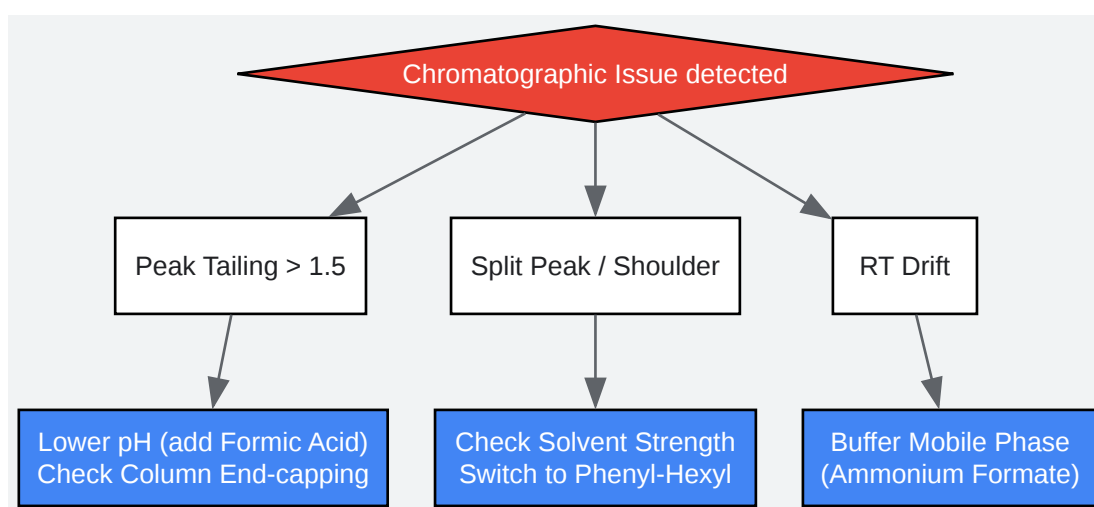 Chromatographic Issue detected
Peak Tailing > 1.5
Split Peak / Shoulder
RT Drift
Lower pH (add Formic Acid)
Check Column End-capping
Check Solvent Strength
Switch to Phenyl-Hexyl
Buffer Mobile Phase
(Ammonium Formate)